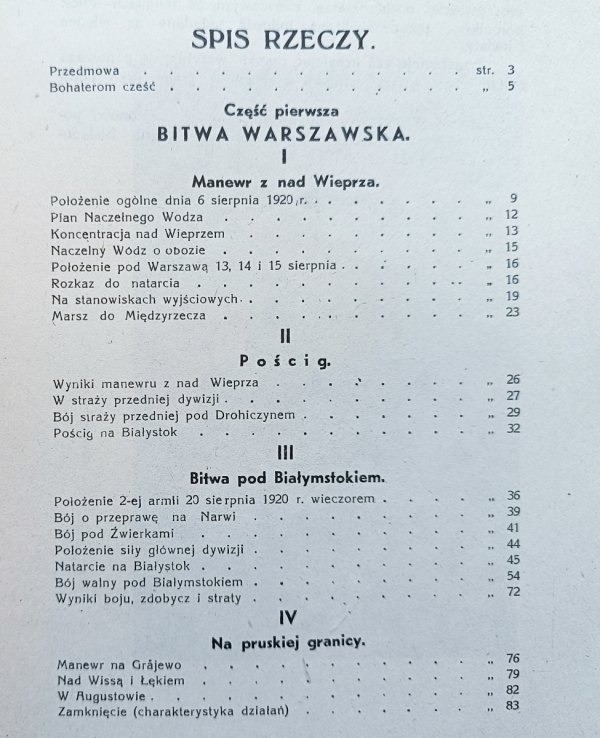 SPIS RZECZY.
Przedmowa . . . . . . . . . . . . . str. 3
Bohaterom cześć . . . . . . . . . . . . „ 5
Część pierwsza
BITWA WARSZAWSKA.
I
Manewr z nad Wieprza.
Położenie ogólne dnia 6 sierpnia 1920 r. . . . . . . „ 9
Plan Naczelnego Wodza . . . . . . . . . . „ 12
Koncentracja nad Wieprzem . . . . . . . . . „ 13
Naczelny Wódz o obozie . . . . . . . . . . „ 15
Położenie pod Warszawą 13, 14 i 15 sierpnia . . . . . „ 16
Rozkaz do natarcia . . . . . . . . . . . „ 16
Na stanowiskach wyjściowych . . . . . . . . . „ 19
Marsz do Międzyrzecza . . . . . . . . . . „ 23
II
Pościg.
Wyniki manewru z nad Wieprza . . . . . . . . „ 26
W straży przedniej dywizji . . . . . . . . . . „ 27
Bój straży przedniej pod Drohiczynem . . . . . . . „ 29
Pościg na Białystok . . . . . . . . . . . „ 32
III
Bitwa pod Białymstokiem.
Położenie 2-ej armii 20 sierpnia 1920 r. wieczorem . . . . „ 36
Bój o przeprawę na Narwi . . . . . . . . . „ 39
Bój pod Żwierkami . . . . . . . . . . . „ 41
Położenie siły głównej dywizji . . . . . . . . . „ 44
Natarcie na Białystok . . . . . . . . . . . „ 45
Bój walny pod Białymstokiem . . . . . . . . . „ 54
Wyniki boju, zdobycz i straty . . . . . . . . . „ 72
IV
Na pruskiej granicy.
Manewr na Grajewo . . . . . . . . . . . „ 76
Nad Wissą i Łękiem . . . . . . . . . . . „ 79
W Augustowie . . . . . . . . . . . . . „ 82
Zamknięcie (charakterystyka działań) . . . . . . . „ 83